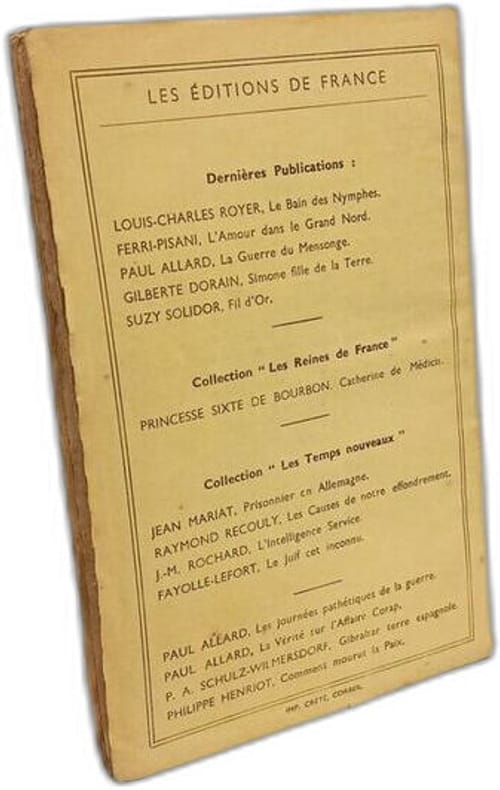 LES ÉDITIONS DE FRANCE
Dernières Publications :
LOUIS-CHARLES ROYER, Le Bain des Nymphes.
FERRI-PISANI, L'Amour dans le Grand Nord.
PAUL ALLARD, La Guerre du Mensonge.
GILBERTE DORAIN, Simone fille de la Terre.
SUZY SOLIDOR, Fil d'Or.
Collection " Les Reines de France "
PRINCESSE SIXTE DE BOURBON. Catherine de Médicis.
Collection " Les Temps nouveaux "
JEAN MARIAT, Prisonnier en Allemagne.
RAYMOND RECOULY, Les Causes de notre effondrement.
J.-M. ROCHARD, L'Intelligence Service.
FAYOLLE-LEFORT, Le Juif cet inconnu.
PAUL ALLARD, Les Journées pathétiques de la guerre.
PAUL ALLARD, La Vérité sur l'Affaire Corap.
P. A. SCHULZ-WILMERSDORF, Gibraltar terre espagnole.
PHILIPPE HENRIOT, Comment mourut la Paix.
IMP. CRÉTÉ, CORBEIL